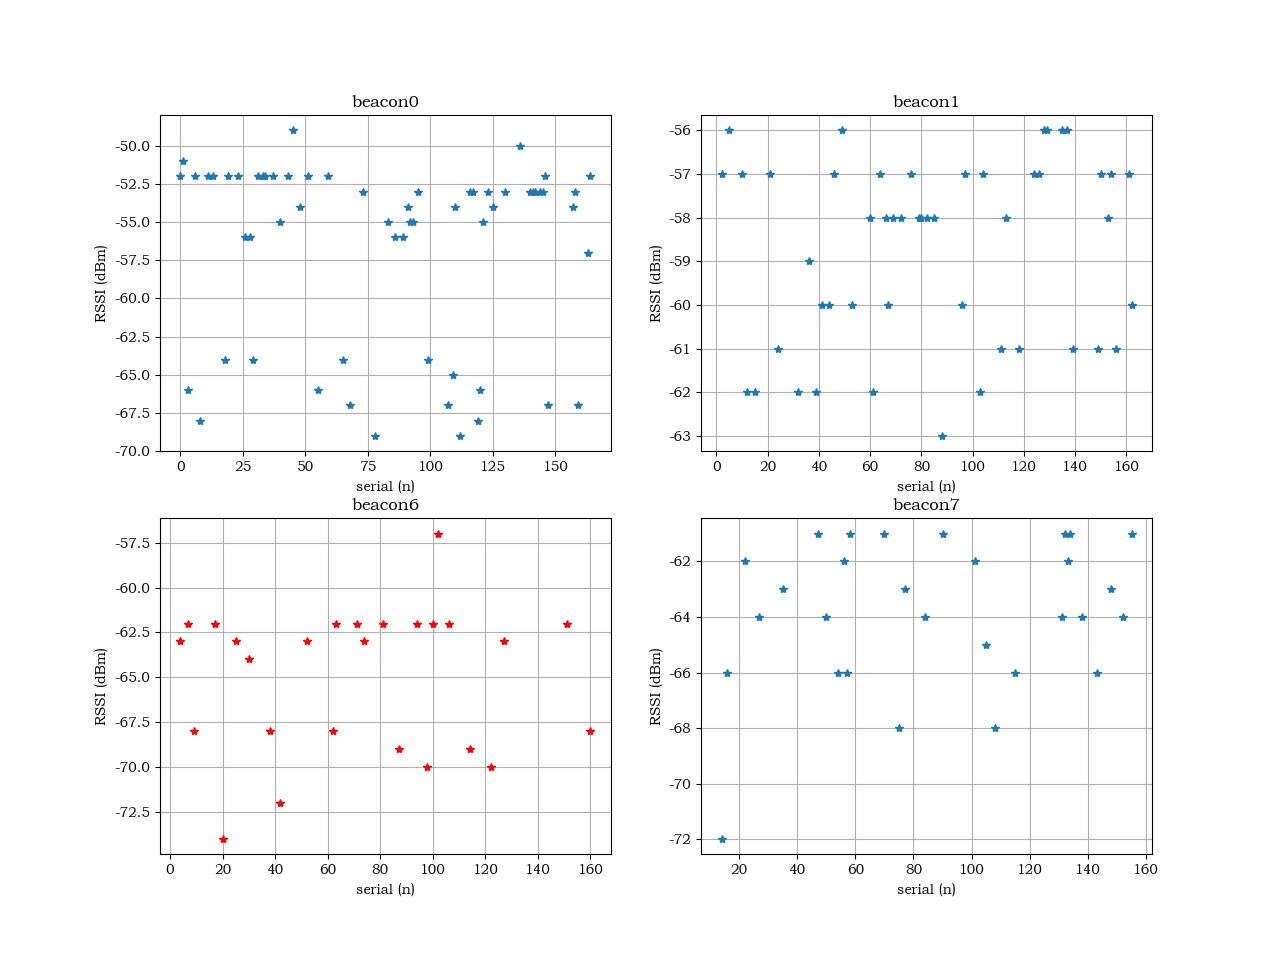 beacon0
RSSI (dBm)
-50.0
-52.5
-55.0
-57.5
-60.0
-62.5
-65.0
-67.5
-70.0
0 25 50 75 100 125 150
serial (n)
beacon1
RSSI (dBm)
-56
-57
-58
-59
-60
-61
-62
-63
0 20 40 60 80 100 120 140 160
serial (n)
beacon6
RSSI (dBm)
-57.5
-60.0
-62.5
-65.0
-67.5
-70.0
-72.5
0 20 40 60 80 100 120 140 160
serial (n)
beacon7
RSSI (dBm)
-62
-64
-66
-68
-70
-72
20 40 60 80 100 120 140 160
serial (n)